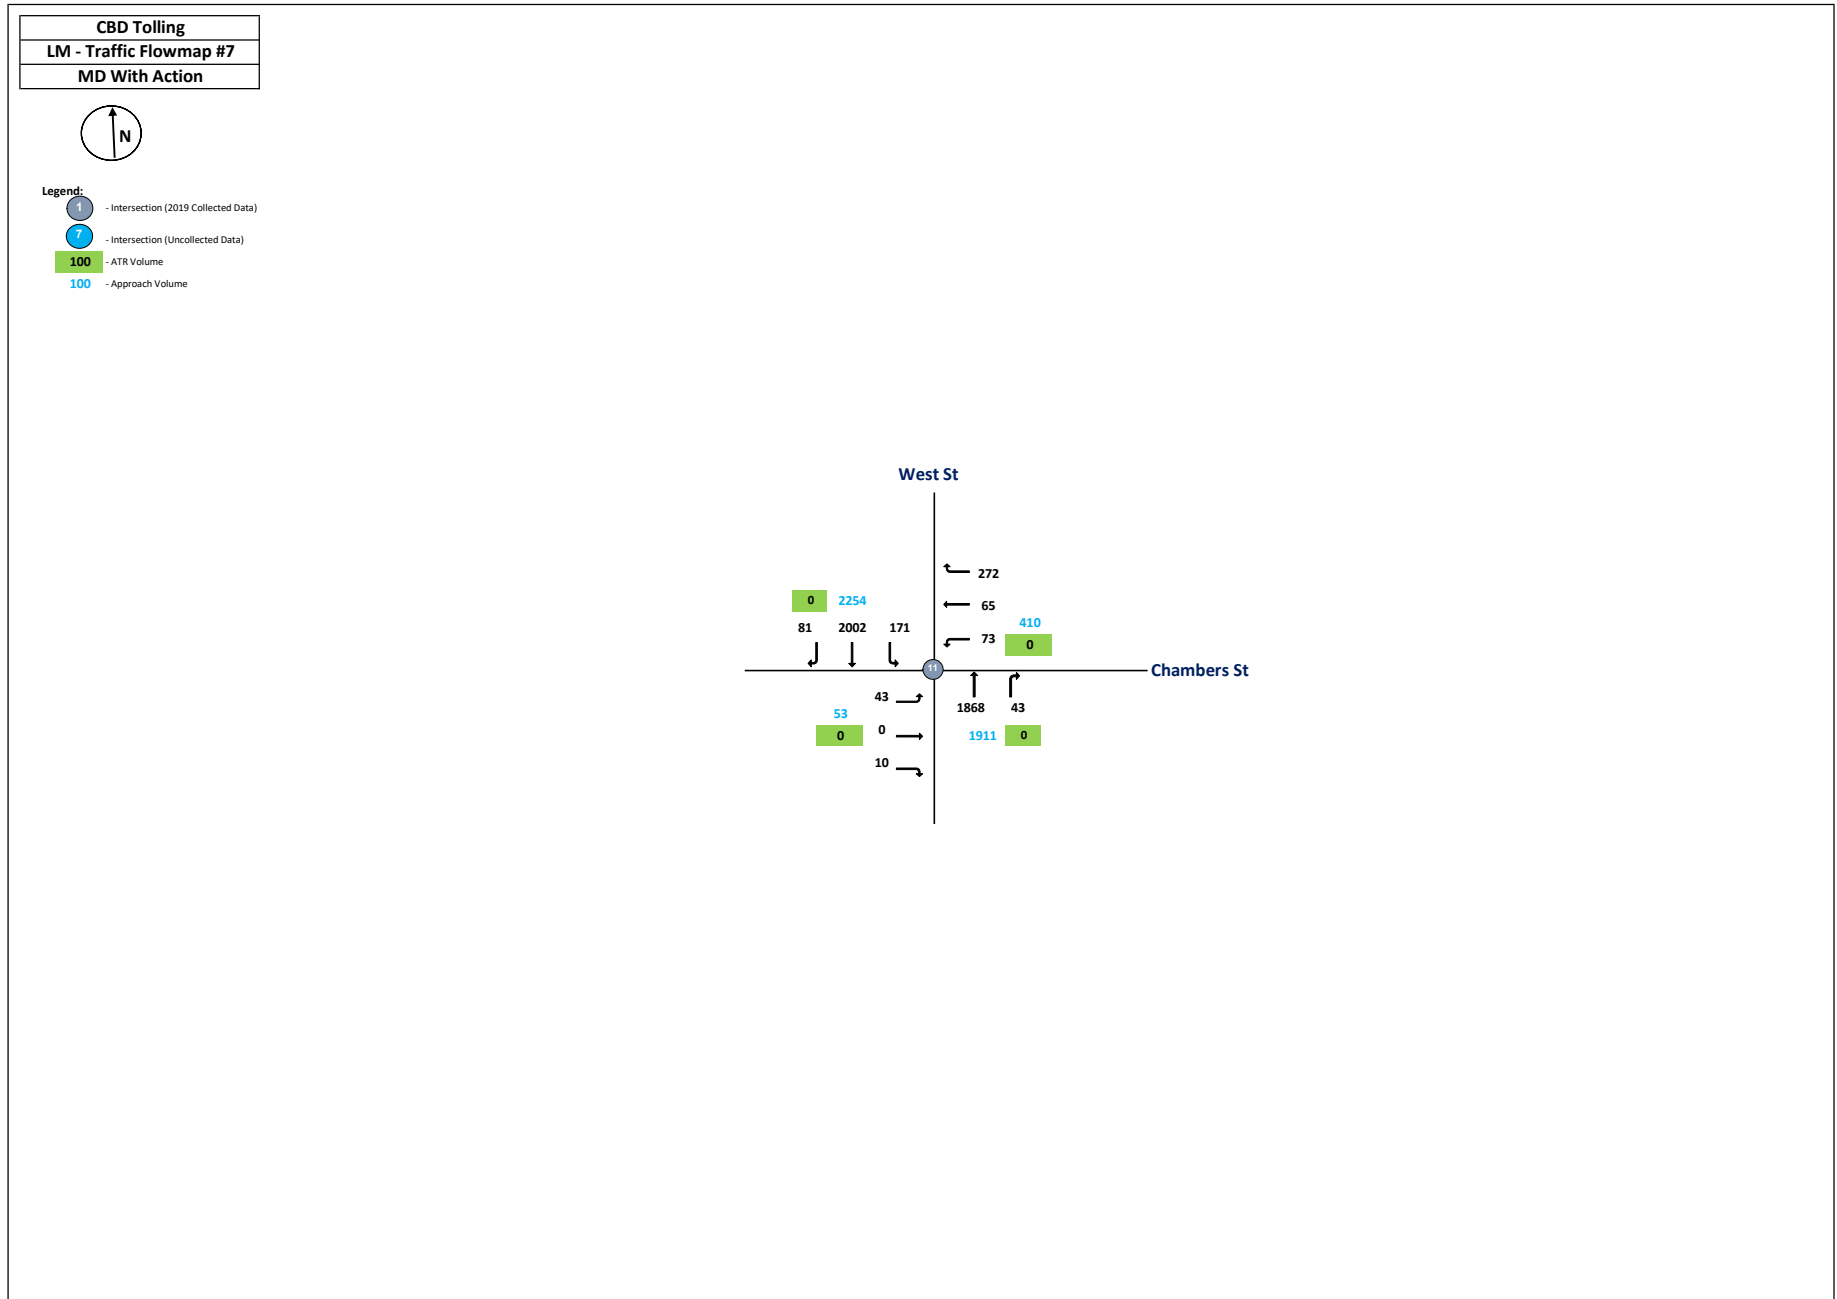 CBD Tolling
LM - Traffic Flowmap #7
MD With Action
N
Legend:
1 - Intersection (2019 Collected Data)
7 - Intersection (Uncollected Data)
100 - ATR Volume
100 - Approach Volume
West St
272
0 2254
65
410
81 2002 171
73
0
11
Chambers St
43
1868 43
53
0
0
1911 0
10